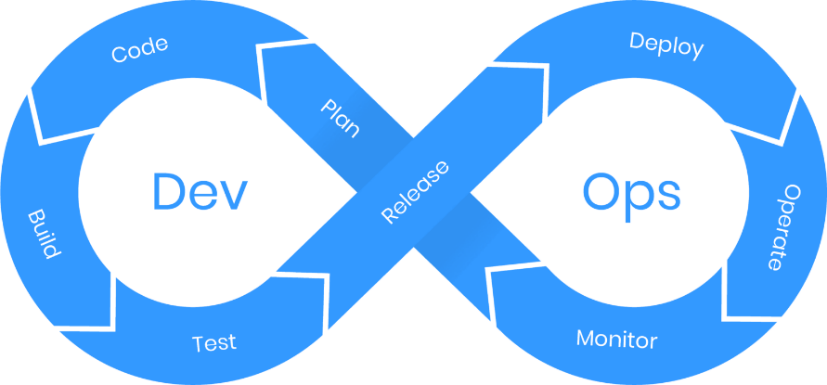 Code
Plan
Deploy
Dev
Release
Ops
Build
Operate
Test
Monitor